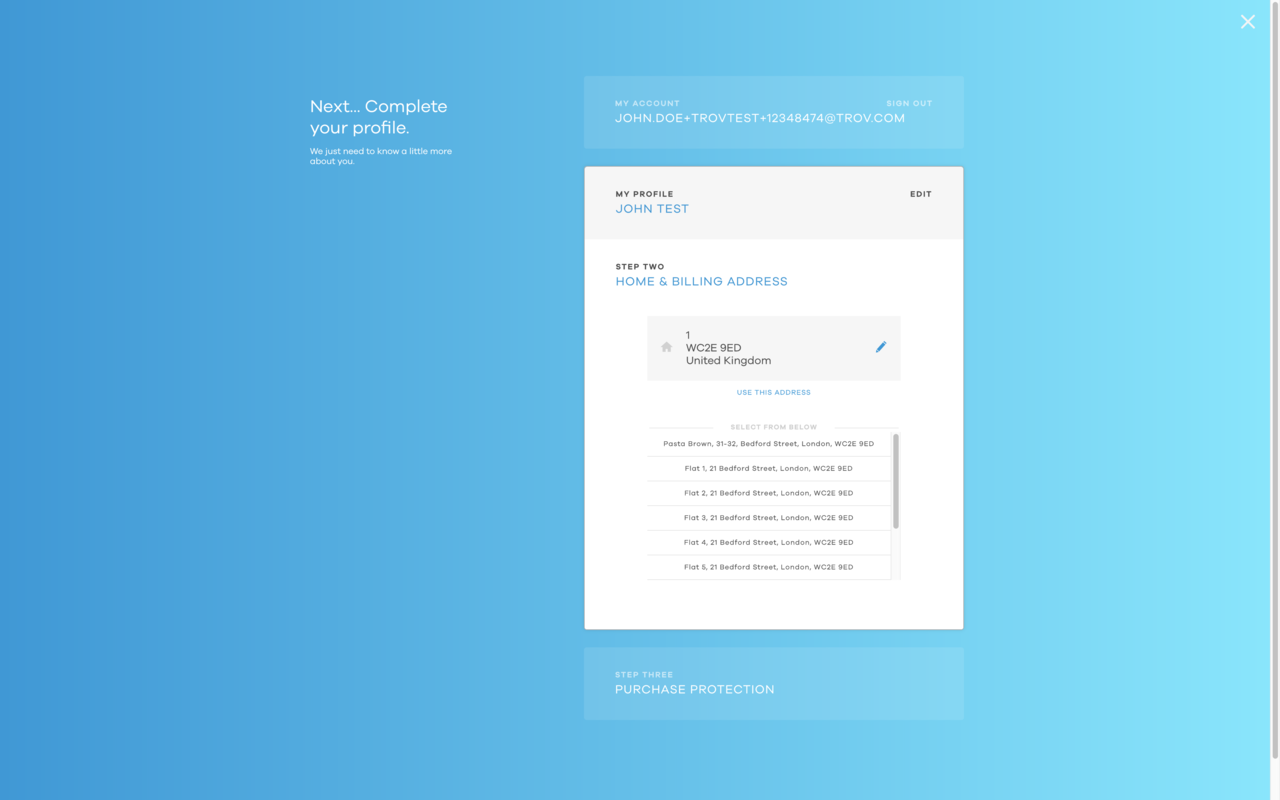 Next... Complete
your profile.
We just need to know a little more
about you.
MY ACCOUNT
SIGN OUT
JOHN.DOE+TROVTEST+12348474@TROV.COM
MY PROFILE
EDIT
JOHN TEST
STEP TWO
HOME & BILLING ADDRESS
1
WC2E 9ED
United Kingdom
USE THIS ADDRESS
SELECT FROM BELOW
Pasta Brown, 31-32, Bedford Street, London, WC2E 9ED
Flat 1, 21 Bedford Street, London, WC2E 9ED
Flat 2, 21 Bedford Street, London, WC2E 9ED
Flat 3, 21 Bedford Street, London, WC2E 9ED
Flat 4, 21 Bedford Street, London, WC2E 9ED
Flat 5, 21 Bedford Street, London, WC2E 9ED
STEP THREE
PURCHASE PROTECTION